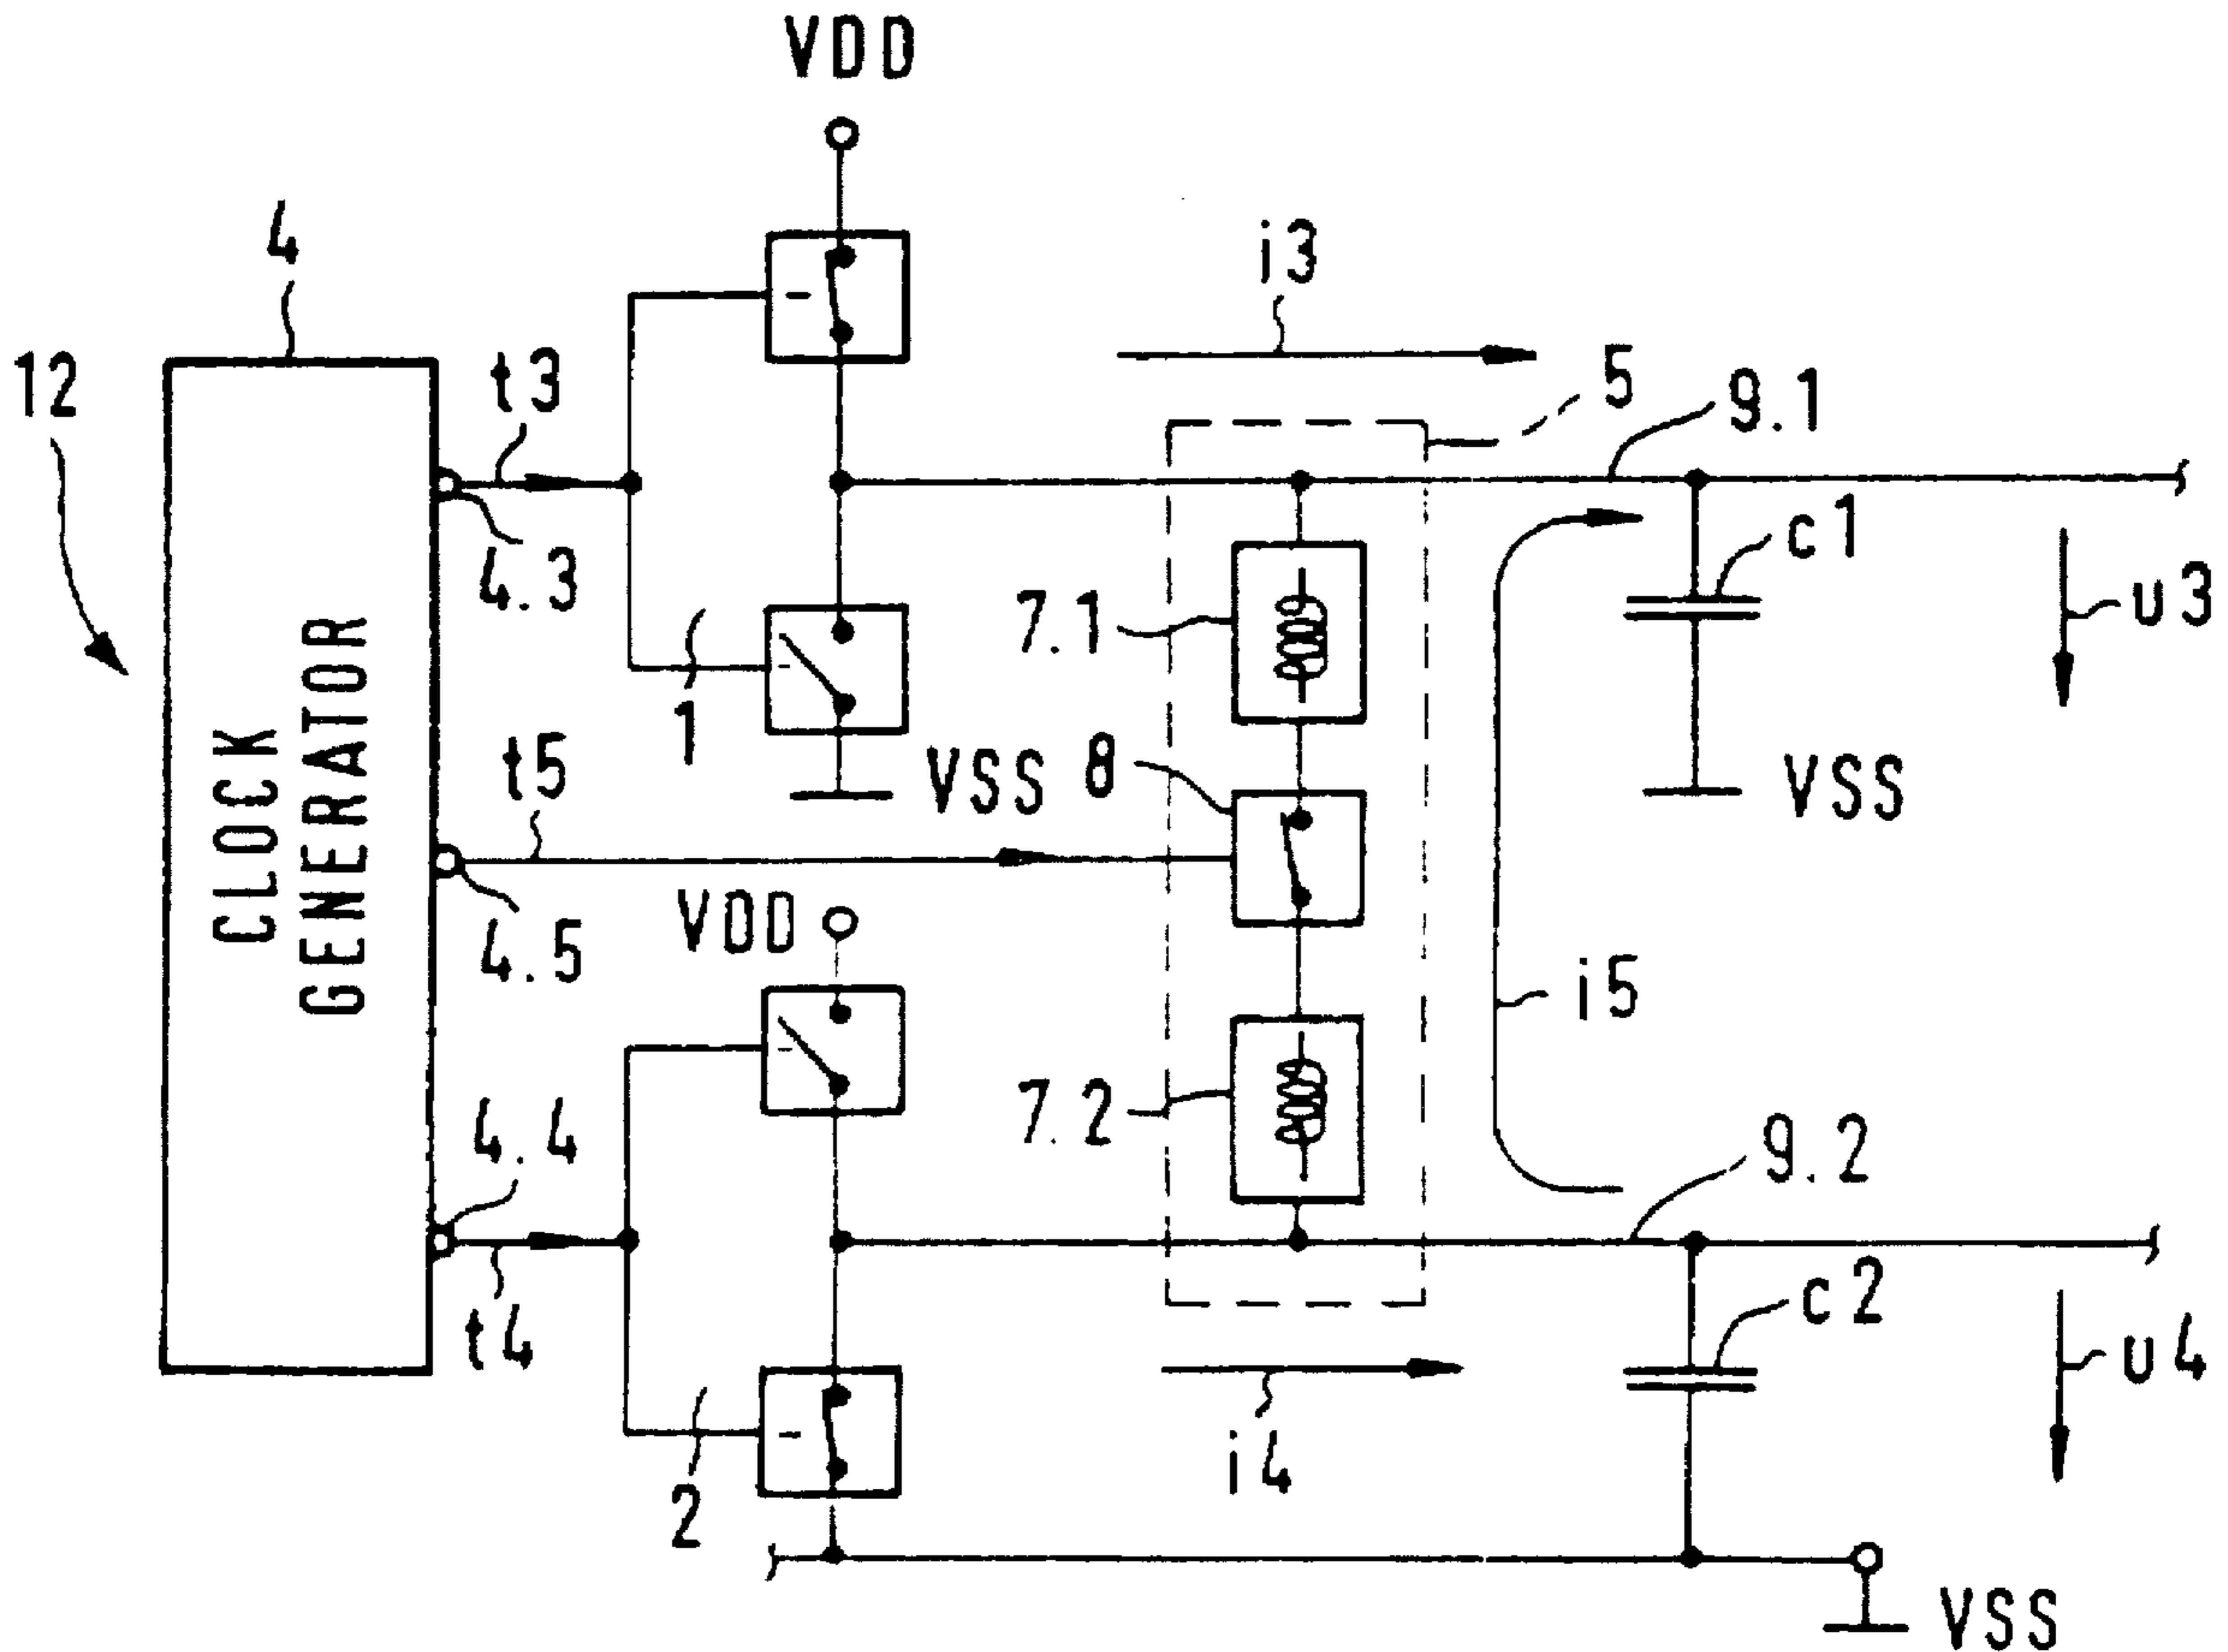 VDD
4
i3
12
t3
5
9.1
4.3
c1
7.1
u3
1
t5
VSS
8
VSS
CLOCK
GENERATOR
VDD
4.5
i5
7.2
4.4
9.2
t4
c2
u4
i4
2
VSS